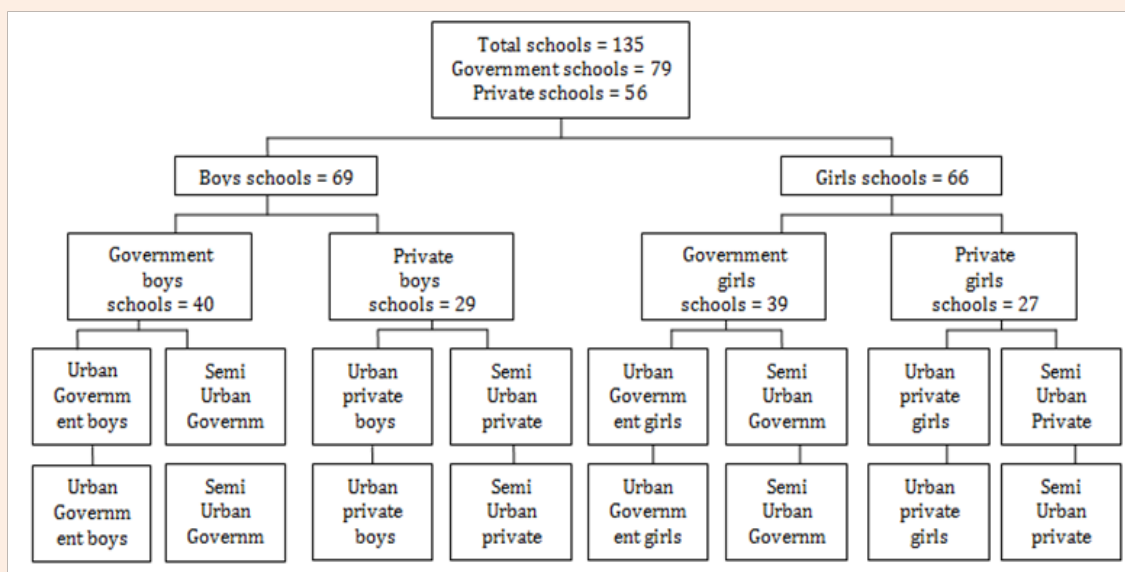 Total schools = 135
Government schools = 79
Private schools = 56
Boys schools = 69
Girls schools = 66
Government
boys
schools = 40
Private
boys
schools = 29
Government
girls
schools = 39
Private
girls
schools = 27
Urban
Governm
ent boys
Semi
Urban
Governm
Urban
private
boys
Semi
Urban
private
Urban
Governm
ent girls
Semi
Urban
Governm
Urban
private
girls
Semi
Urban
Private
Urban
Governm
ent boys
Semi
Urban
Governm
Urban
private
boys
Semi
Urban
private
Urban
Governm
ent girls
Semi
Urban
Governm
Urban
private
girls
Semi
Urban
private